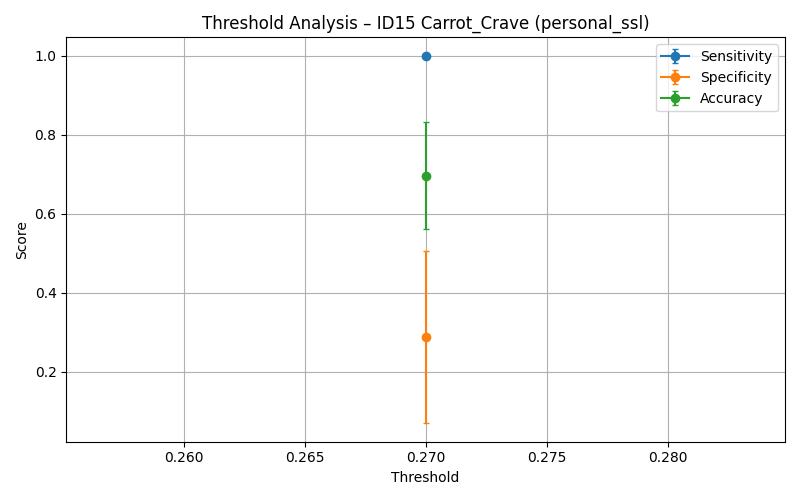 Threshold Analysis – ID15 Carrot_Crave (personal_ssl)
Sensitivity
Specificity
Accuracy
1.0
0.8
0.6
0.4
0.2
Score
0.260 0.265 0.270 0.275 0.280
Threshold